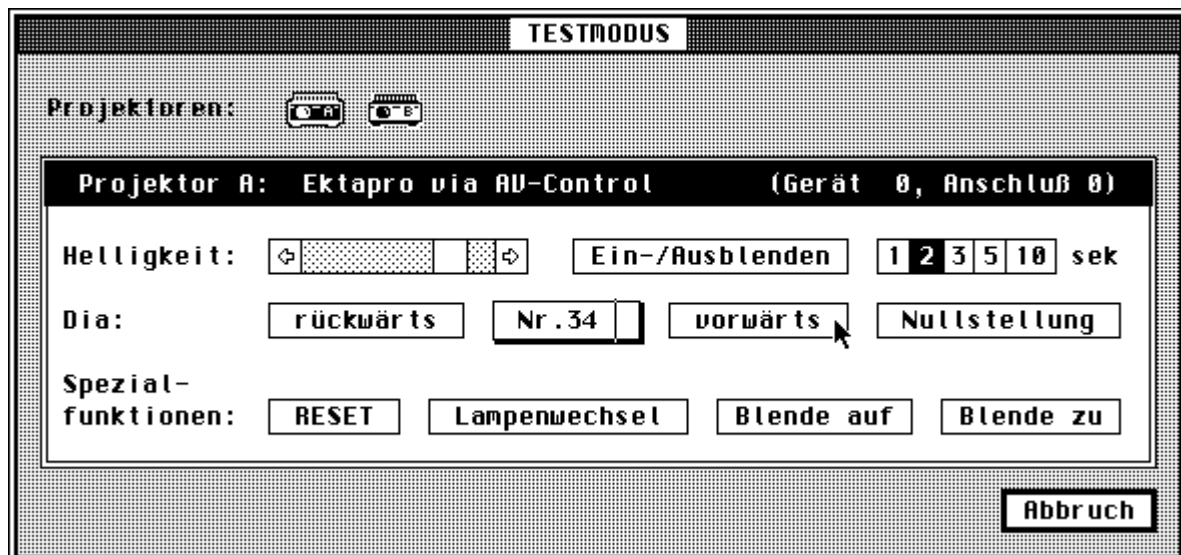 TESTMODUS
Projektoren: A B
Projektor A: Ektapro via AV-Control (Gerät 0, Anschluß 0)
Helligkeit: Ein-/Ausblenden 1 2 3 5 10 sek
Dia: rückwärts Nr.34 vorwärts Nullstellung
Spezial-
funktionen: RESET Lampenwechsel Blende auf Blende zu
Abbruch